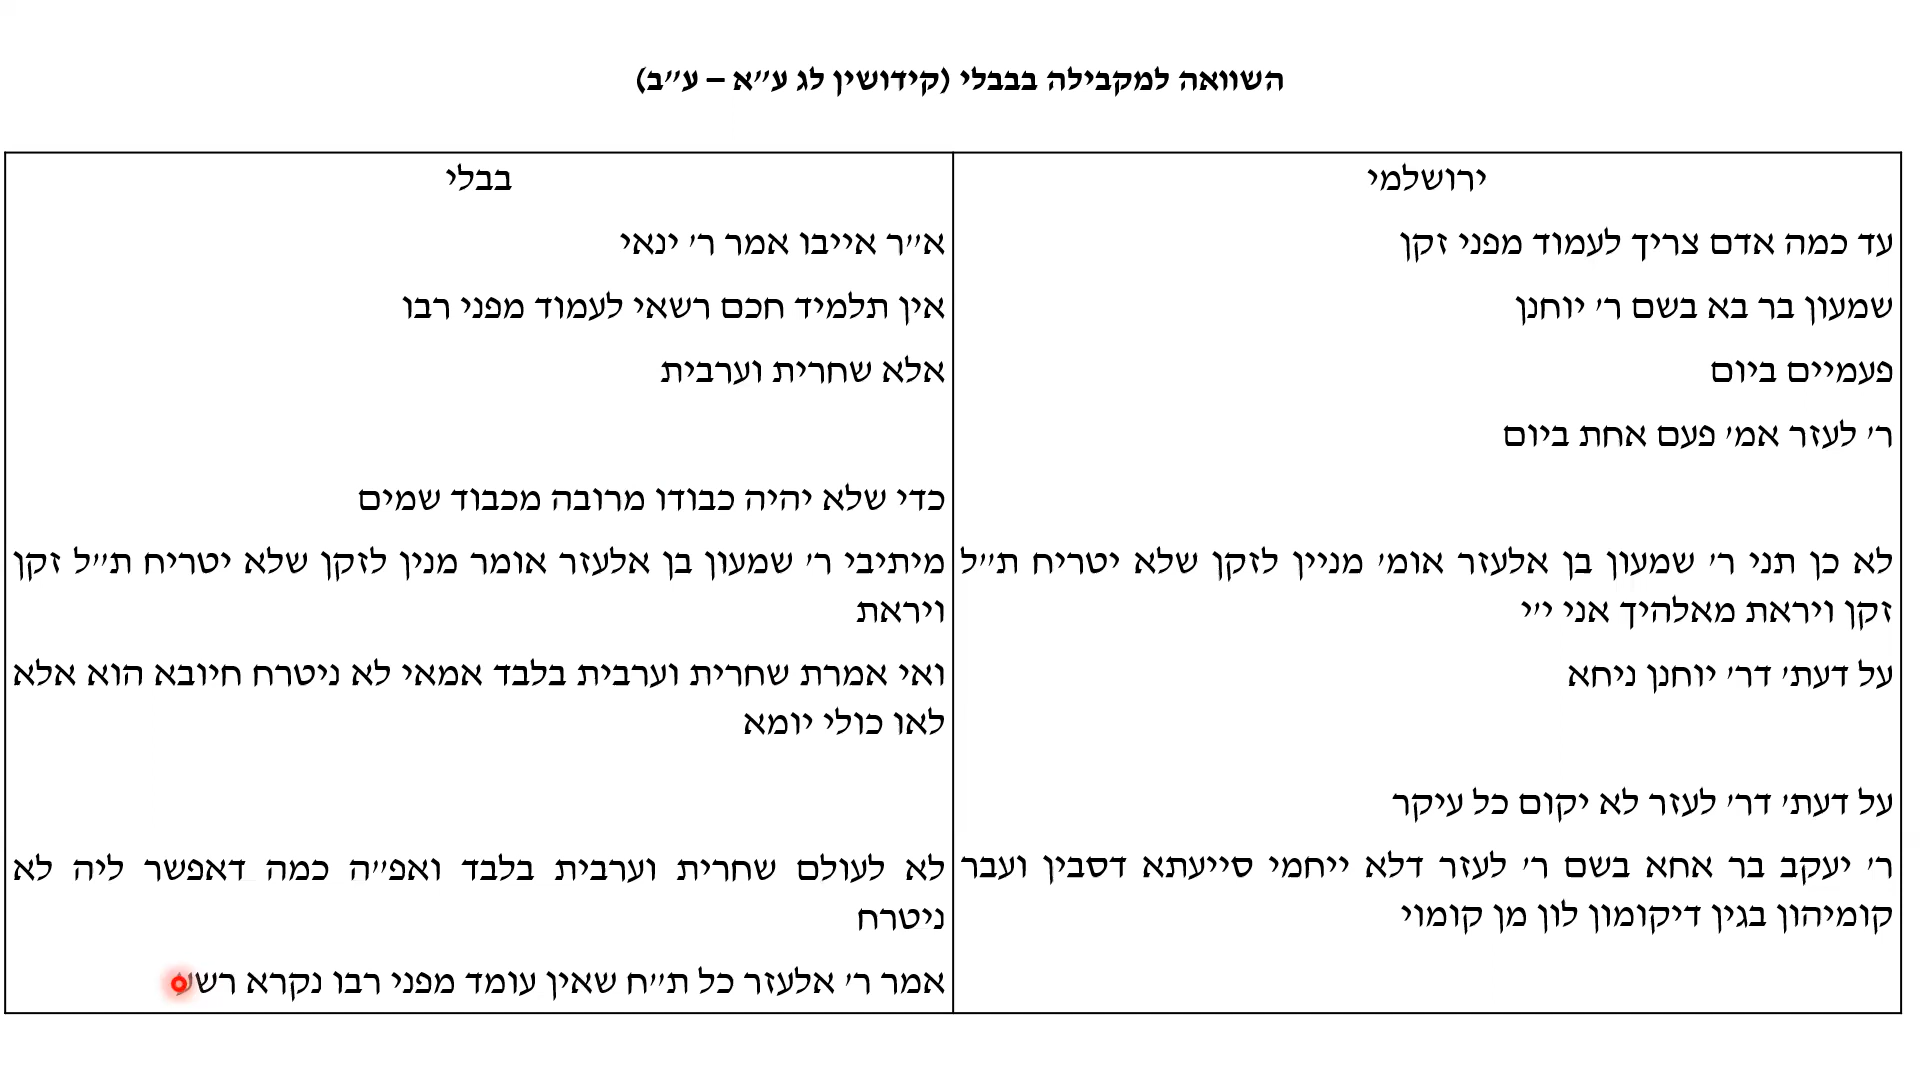 השוואה למקבילה בבבלי (קידושין לג ע״א – ע״ב)
ירושלמי
עד כמה אדם צריך לעמוד מפני זקן
שמעון בר בא בשם ר׳ יוחנן
פעמיים ביום
ר׳ לעזר אמ׳ פעם אחת ביום
לא כן תני ר׳ שמעון בן אלעזר אומ׳ מניין לזקן שלא יטריח ת״ל
זקן ויראת מאלהיך אני י״י
על דעת׳ דר׳ יוחנן ניחא
על דעת׳ דר׳ לעזר לא יקום כל עיקר
ר׳ יעקב בר אחא בשם ר׳ לעזר דלא ייחמי סייעתא דסבין ועבר
קומיהון בגין דיקומון לון מן קומוי
בבלי
א״ר אייבו אמר ר׳ ינאי
אין תלמיד חכם רשאי לעמוד מפני רבו
אלא שחרית וערבית
כדי שלא יהיה כבודו מרובה מכבוד שמים
מיתיבי ר׳ שמעון בן אלעזר אומר מנין לזקן שלא יטריח ת״ל זקן
ויראת
ואי אמרת שחרית וערבית בלבד אמאי לא ניטרח חיובא הוא אלא
לאו כולי יומא
לא לעולם שחרית וערבית בלבד ואפ״ה כמה דאפשר ליה לא
ניטרח
אמר ר׳ אלעזר כל ת״ח שאין עומד מפני רבו נקרא רשע